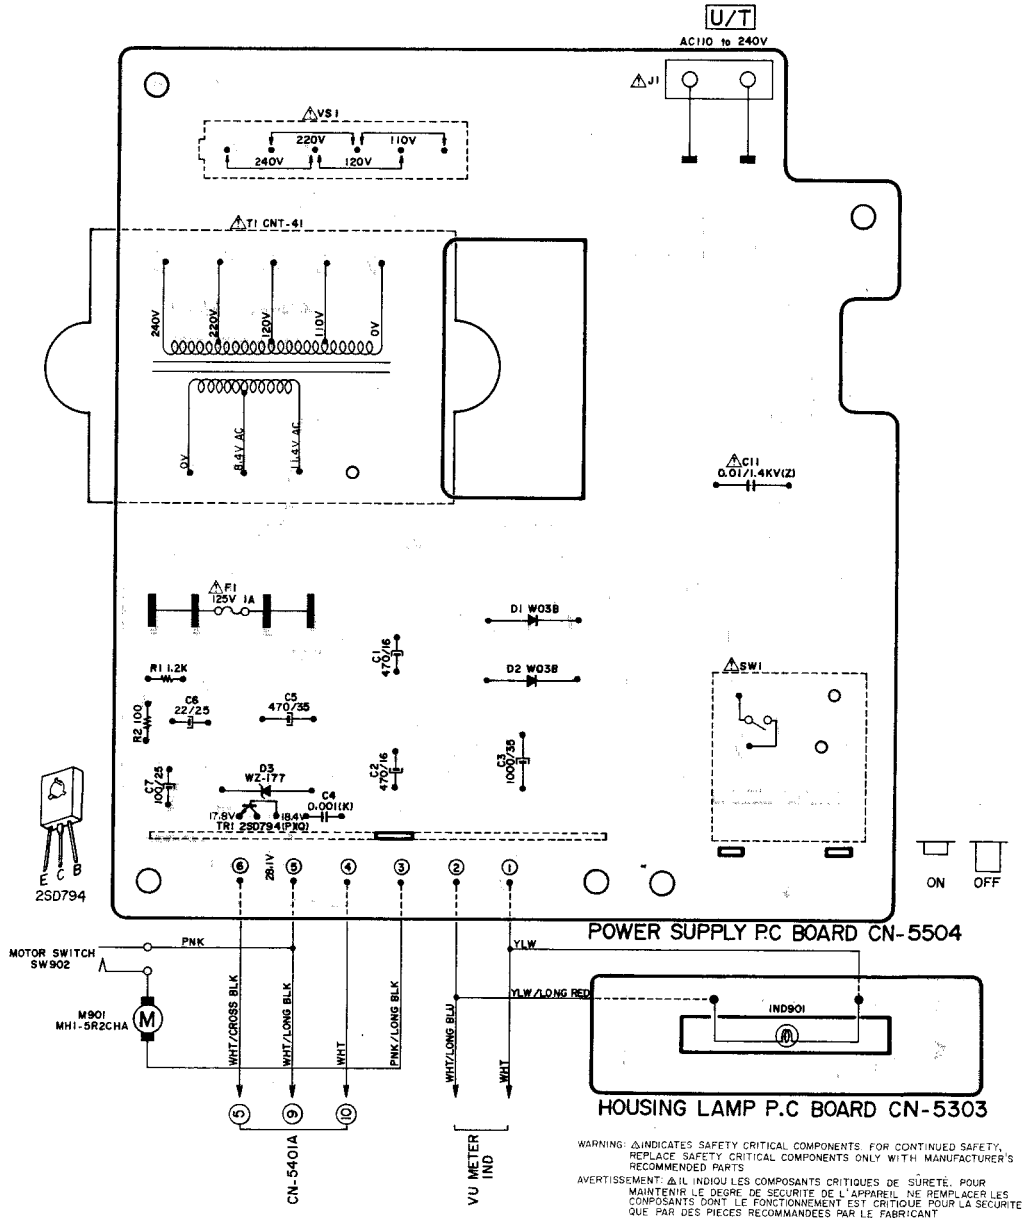 U/T
AC110 to 240V
⚠J1
⚠VS1
220V
110V
240V
120V
⚠T1 CNT-41
240V
220V
120V
110V
0V
0V
8.4V AC
11.4V AC
⚠C11
0.01/1.4KV(Z)
⚠F1
125V 1A
D1 W03B
C1
470/16
R1 1.2K
D2 W03B
⚠SW1
C6
22/25
C5
470/35
R2 100
C7
100/25
C2
470/16
C3
1000/35
D3
WZ-177
C4
0.001(K)
17.8V
18.4V
TR1 2SD794(P)(Q)
E C B
2SD794
6
28.1V
5
4
3
2
1
ON OFF
POWER SUPPLY P.C BOARD CN-5504
MOTOR SWITCH
SW902
PNK
YLW
YLW/LONG RED
M901
MHI-5R2CHA
M
WHT/CROSS BLK
WHT/LONG BLK
WHT
PNK/LONG BLK
WHT/LONG BLU
WHT
IND901
HOUSING LAMP P.C BOARD CN-5303
5
9
10
CN-5401A
VU METER
IND
WARNING: ⚠INDICATES SAFETY CRITICAL COMPONENTS. FOR CONTINUED SAFETY,
REPLACE SAFETY CRITICAL COMPONENTS ONLY WITH MANUFACTURER'S
RECOMMENDED PARTS
AVERTISSEMENT: ⚠IL INDIQU LES COMPOSANTS CRITIQUES DE SÛRETÉ. POUR
MAINTENIR LE DEGRE DE SECURITE DE L'APPAREIL NE REMPLACER LES
CONPOSANTS DONT LE FONCTIONNEMENT EST CRITIQUE POUR LA SECURITE
QUE PAR DES PIECES RECOMMANDEES PAR LE FABRICANT